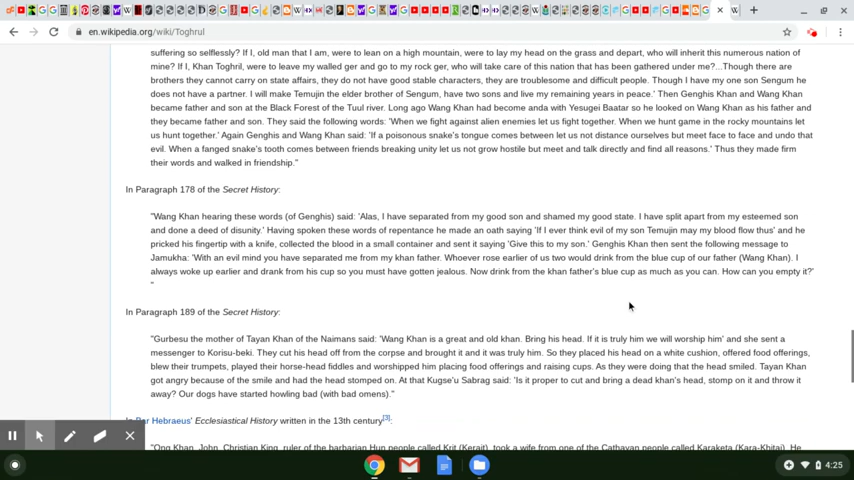 en.wikipedia.org/wiki/Toghrul
suffering so selflessly? If I, old man that I am, were to lean on a high mountain, were to lay my head on the grass and depart, who will inherit this numerous nation of
mine? If I, Khan Toghril, were to leave my walled ger and go to my rock ger, who will take care of this nation that has been gathered under me?...Though there are
brothers they cannot carry on state affairs, they do not have good stable characters, they are troublesome and difficult people. Though I have my one son Sengum he
does not have a partner. I will make Temujin the elder brother of Sengum, have two sons and live my remaining years in peace.' Then Genghis Khan and Wang Khan
became father and son at the Black Forest of the Tuul river. Long ago Wang Khan had become anda with Yesugei Baatar so he looked on Wang Khan as his father and
they became father and son. They said the following words: 'When we fight against alien enemies let us fight together. When we hunt game in the rocky mountains let
us hunt together.' Again Genghis and Wang Khan said: 'If a poisonous snake's tongue comes between let us not distance ourselves but meet face to face and undo that
evil. When a fanged snake's tooth comes between friends breaking unity let us not grow hostile but meet and talk directly and find all reasons.' Thus they made firm
their words and walked in friendship."
In Paragraph 178 of the Secret History:
"Wang Khan hearing these words (of Genghis) said: 'Alas, I have separated from my good son and shamed my good state. I have split apart from my esteemed son
and done a deed of disunity.' Having spoken these words of repentance he made an oath saying 'If I ever think evil of my son Temujin may my blood flow thus' and he
pricked his fingertip with a knife, collected the blood in a small container and sent it saying 'Give this to my son.' Genghis Khan then sent the following message to
Jamukha: 'With an evil mind you have separated me from my khan father. Whoever rose earlier of us two would drink from the blue cup of our father (Wang Khan). I
always woke up earlier and drank from his cup so you must have gotten jealous. Now drink from the khan father's blue cup as much as you can. How can you empty it?'
"
In Paragraph 189 of the Secret History:
"Gurbesu the mother of Tayan Khan of the Naimans said: 'Wang Khan is a great and old khan. Bring his head. If it is truly him we will worship him' and she sent a
messenger to Korisu-beki. They cut his head off from the corpse and brought it and it was truly him. So they placed his head on a white cushion, offered food offerings,
blew their trumpets, played their horse-head fiddles and worshipped him placing food offerings and raising cups. As they were doing that the head smiled. Tayan Khan
got angry because of the smile and had the head stomped on. At that Kugse'u Sabrag said: 'Is it proper to cut and bring a dead khan's head, stomp on it and throw it
away? Our dogs have started howling bad (with bad omens)."
In Bar Hebraeus' Ecclesiastical History written in the 13th century[3]:
"Ong Khan, John, Christian King, ruler of the barbarian Hun people called Krit (Kerait), took a wife from one of the Cathayan people called Karaketa (Kara-Khitai). He
4:25